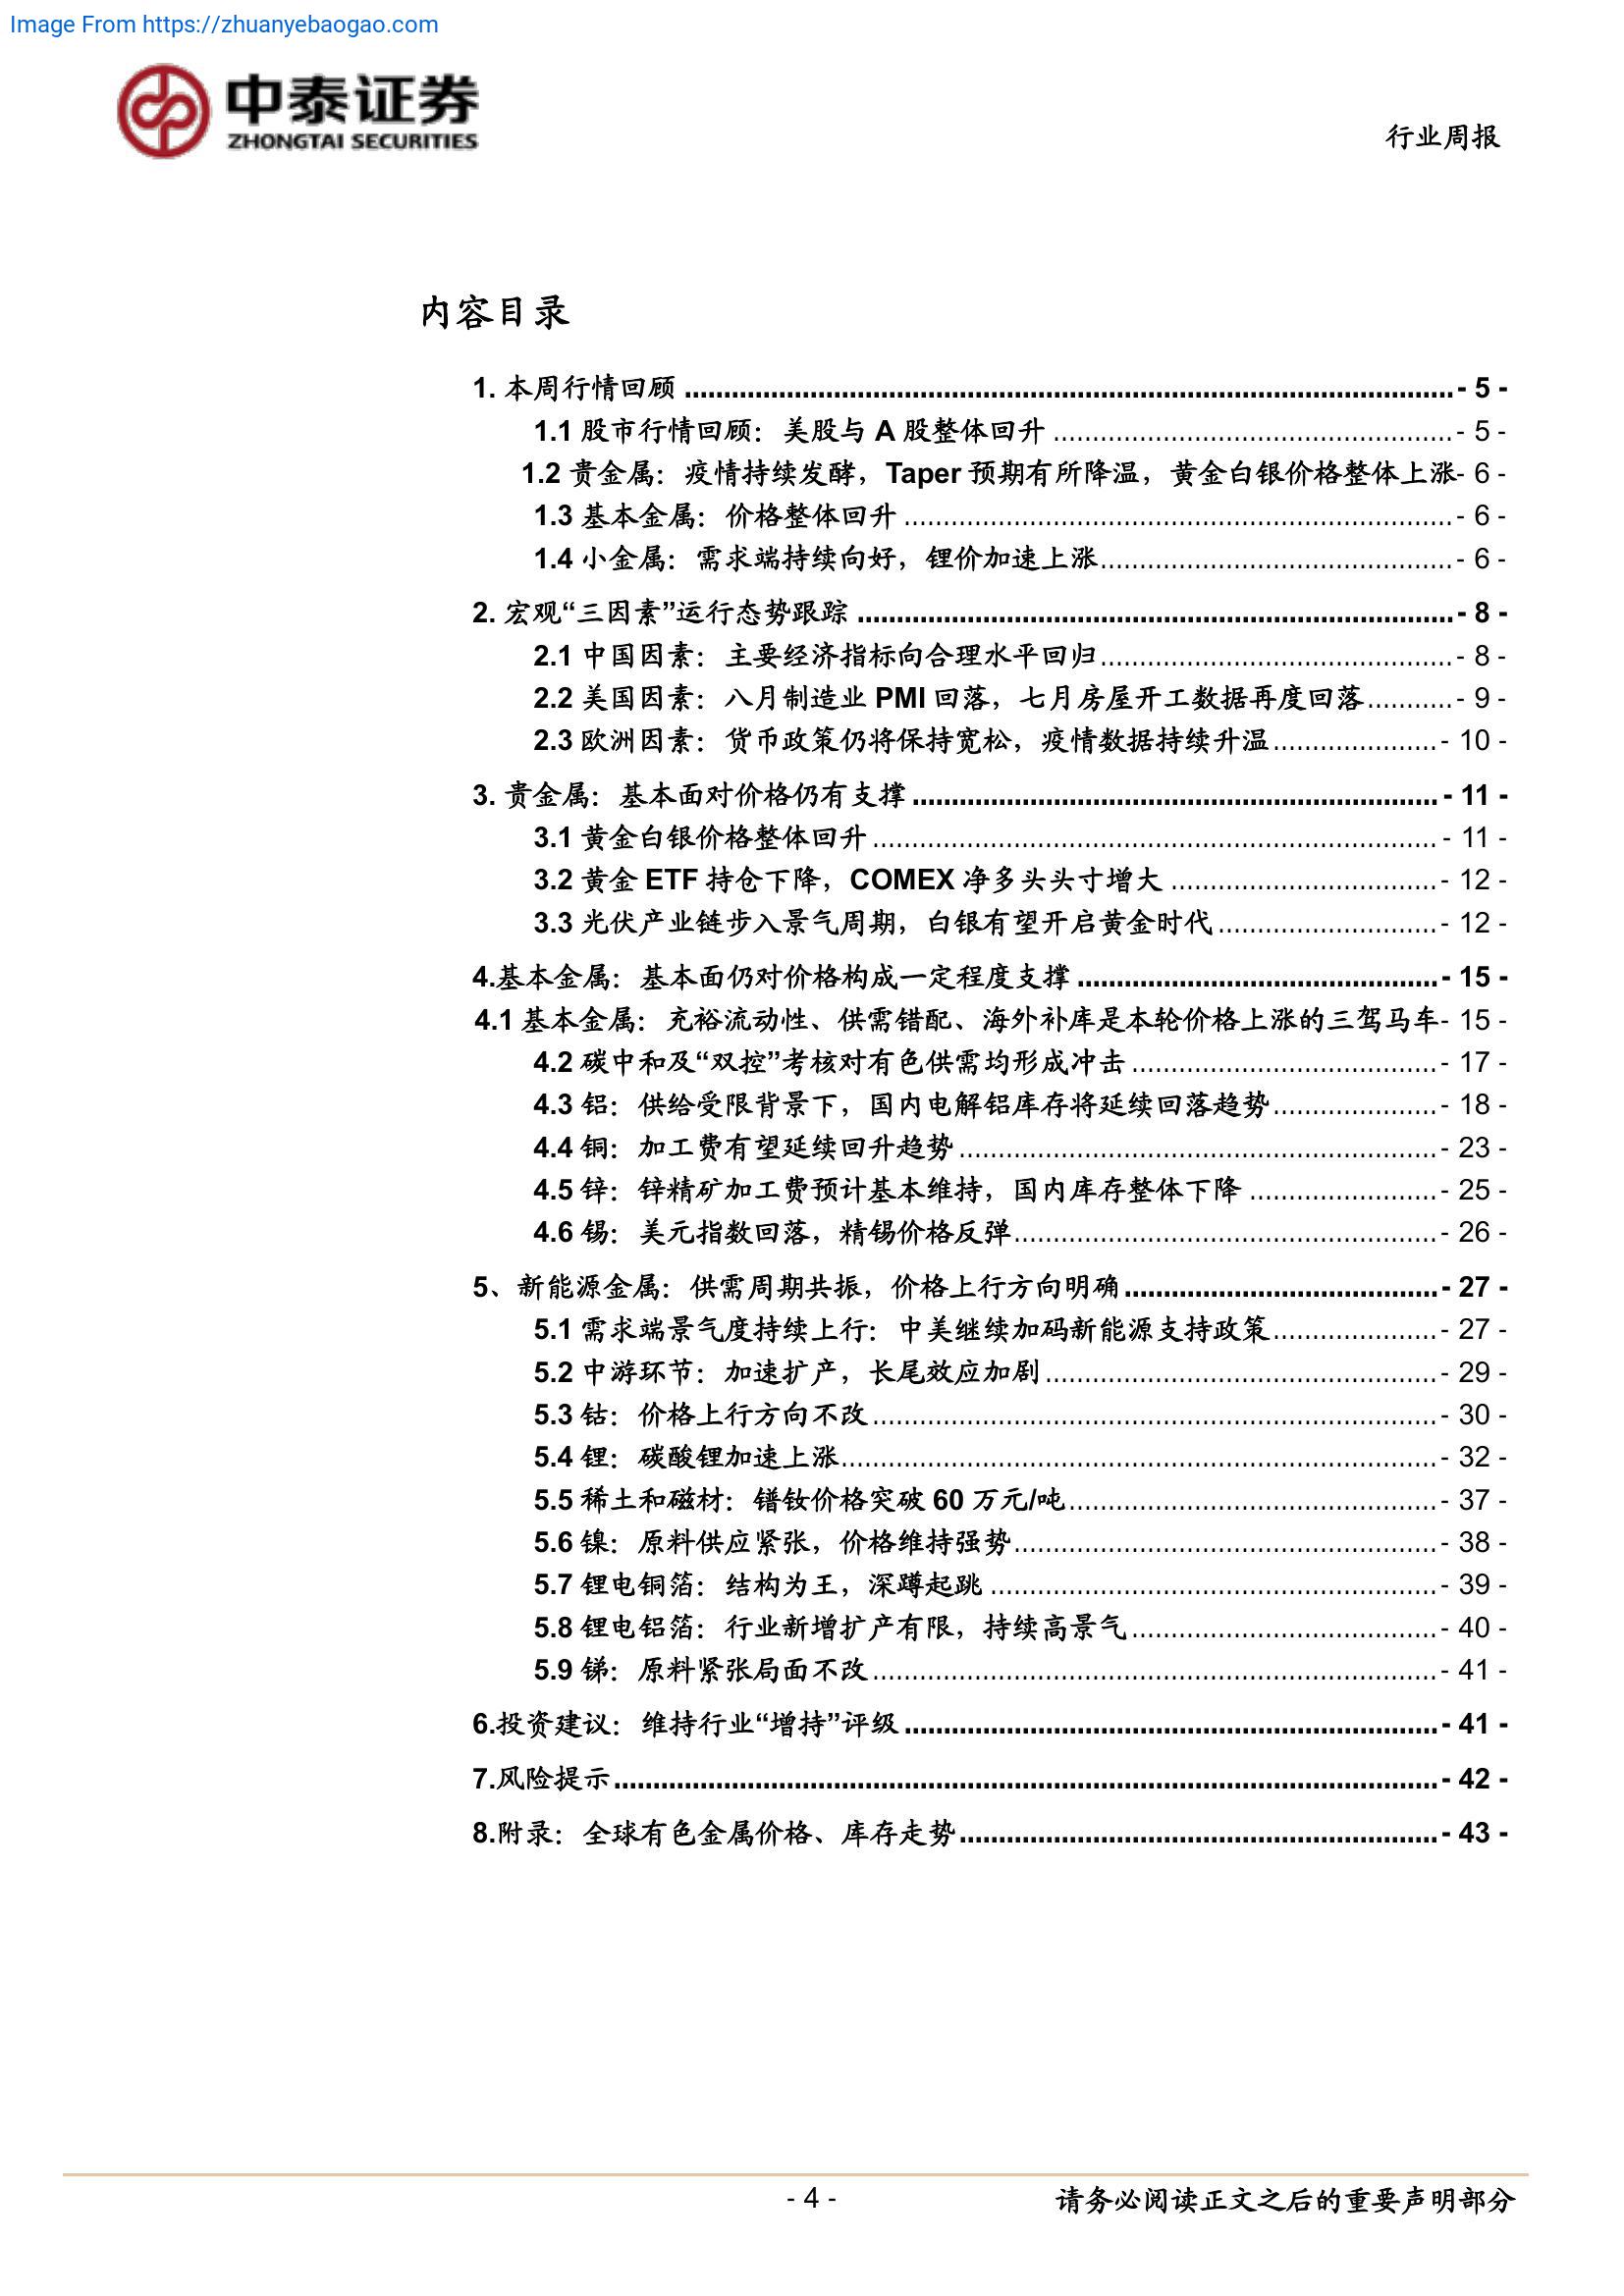 Image From https://zhuanyebaogao.com
中泰证券
ZHONGTAI SECURITIES
行业周报
内容目录
1. 本周行情回顾 ........................................ - 5 -
1.1 股市行情回顾：美股与 A 股整体回升 ........................................ - 5 -
1.2 贵金属：疫情持续发酵，Taper 预期有所降温，黄金白银价格整体上涨- 6 -
1.3 基本金属：价格整体回升 ........................................ - 6 -
1.4 小金属：需求端持续向好，锂价加速上涨........................................ - 6 -
2. 宏观“三因素”运行态势跟踪 ........................................ - 8 -
2.1 中国因素：主要经济指标向合理水平回归........................................ - 8 -
2.2 美国因素：八月制造业 PMI 回落，七月房屋开工数据再度回落........... - 9 -
2.3 欧洲因素：货币政策仍将保持宽松，疫情数据持续升温..................... - 10 -
3. 贵金属：基本面对价格仍有支撑 ........................................ - 11 -
3.1 黄金白银价格整体回升 ........................................ - 11 -
3.2 黄金 ETF 持仓下降，COMEX 净多头头寸增大 .................................. - 12 -
3.3 光伏产业链步入景气周期，白银有望开启黄金时代............................ - 12 -
4.基本金属：基本面仍对价格构成一定程度支撑 ........................................ - 15 -
4.1 基本金属：充裕流动性、供需错配、海外补库是本轮价格上涨的三驾马车- 15 -
4.2 碳中和及“双控”考核对有色供需均形成冲击 ........................................ - 17 -
4.3 铝：供给受限背景下，国内电解铝库存将延续回落趋势..................... - 18 -
4.4 铜：加工费有望延续回升趋势 ........................................ - 23 -
4.5 锌：锌精矿加工费预计基本维持，国内库存整体下降 ........................ - 25 -
4.6 锡：美元指数回落，精锡价格反弹........................................ - 26 -
5、新能源金属：供需周期共振，价格上行方向明确 ........................................ - 27 -
5.1 需求端景气度持续上行：中美继续加码新能源支持政策..................... - 27 -
5.2 中游环节：加速扩产，长尾效应加剧 ........................................ - 29 -
5.3 钴：价格上行方向不改........................................ - 30 -
5.4 锂：碳酸锂加速上涨........................................ - 32 -
5.5 稀土和磁材：镨钕价格突破 60 万元/吨........................................ - 37 -
5.6 镍：原料供应紧张，价格维持强势........................................ - 38 -
5.7 锂电铜箔：结构为王，深蹲起跳 ........................................ - 39 -
5.8 锂电铝箔：行业新增扩产有限，持续高景气....................................... - 40 -
5.9 锑：原料紧张局面不改........................................ - 41 -
6.投资建议：维持行业“增持”评级 ........................................ - 41 -
7.风险提示........................................ - 42 -
8.附录：全球有色金属价格、库存走势........................................ - 43 -
- 4 -
请务必阅读正文之后的重要声明部分